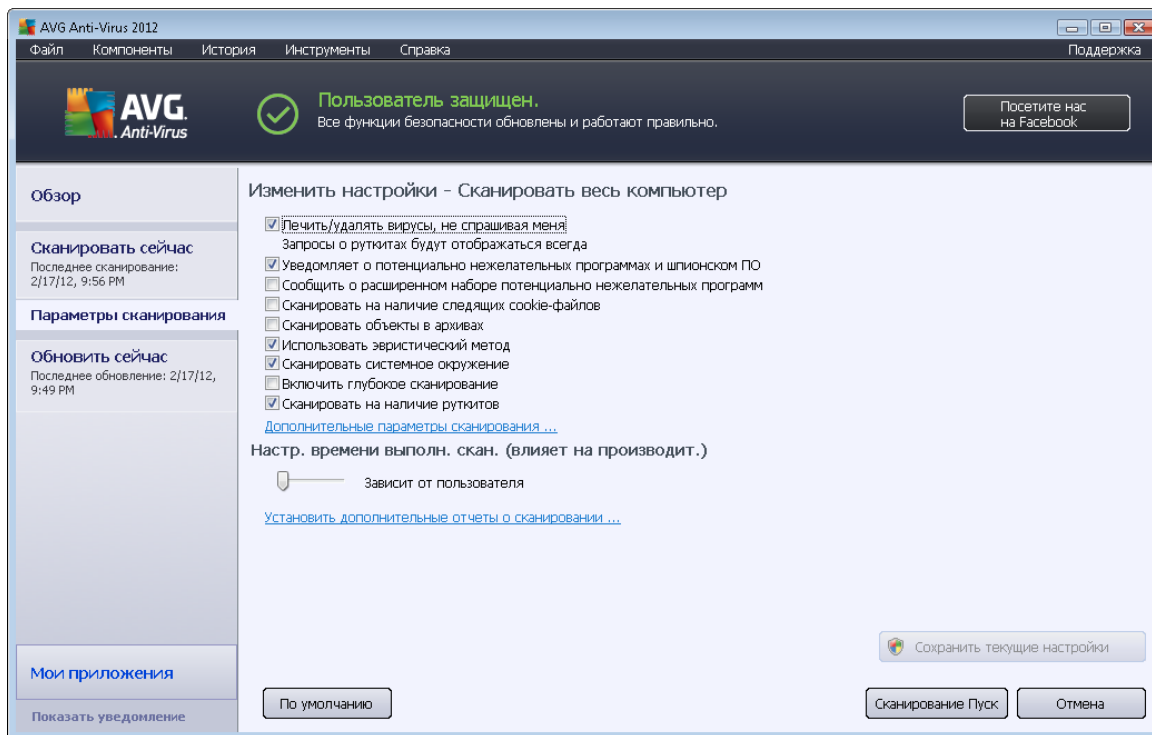 AVG Anti-Virus 2012
Файл Компоненты История Инструменты Справка Поддержка
AVG.
Anti-Virus
Пользователь защищен.
Все функции безопасности обновлены и работают правильно.
Посетите нас
на Facebook
Обзор
Сканировать сейчас
Последнее сканирование:
2/17/12, 9:56 PM
Параметры сканирования
Обновить сейчас
Последнее обновление: 2/17/12,
9:49 PM
Мои приложения
Показать уведомление
Изменить настройки - Сканировать весь компьютер
Лечить/удалять вирусы, не спрашивая меня
Запросы о руткитах будут отображаться всегда
Уведомляет о потенциально нежелательных программах и шпионском ПО
Сообщить о расширенном наборе потенциально нежелательных программ
Сканировать на наличие следящих cookie-файлов
Сканировать объекты в архивах
Использовать эвристический метод
Сканировать системное окружение
Включить глубокое сканирование
Сканировать на наличие руткитов
Дополнительные параметры сканирования ...
Настр. времени выполн. скан. (влияет на производит.)
Зависит от пользователя
Установить дополнительные отчеты о сканировании ...
Сохранить текущие настройки
По умолчанию
Сканирование Пуск
Отмена